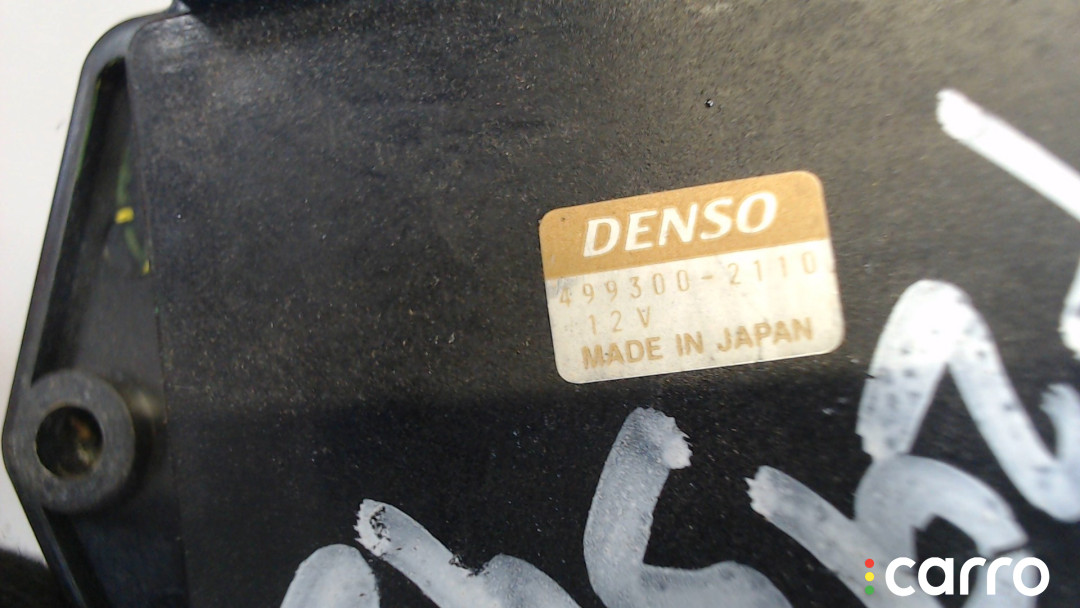 DENSO
499300-2110
12V
MADE IN JAPAN
carro